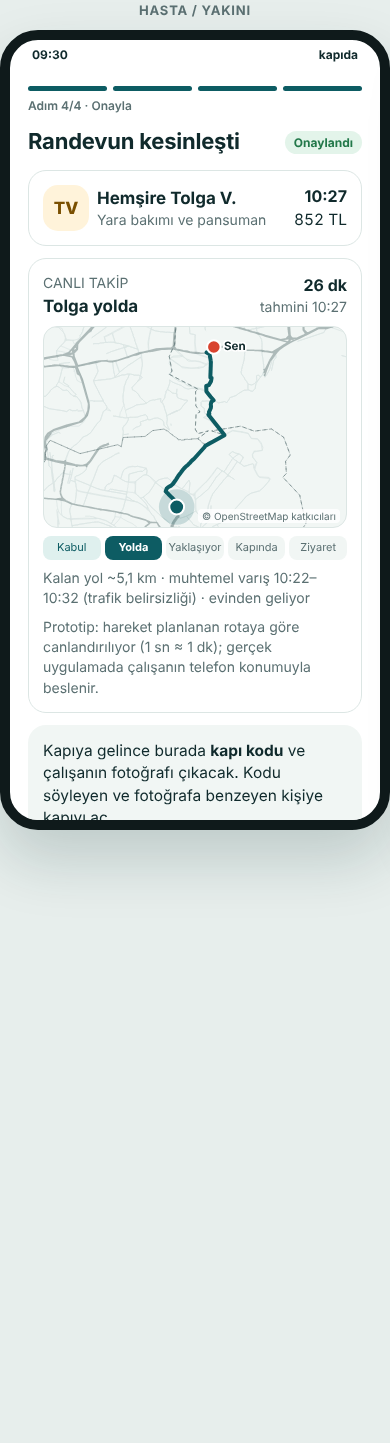 HASTA / YAKINI
09:30
kapıda
Adım 4/4 · Onayla
Randevun kesinleşti
Onaylandı
TV
Hemşire Tolga V.
10:27
Yara bakımı ve pansuman
852 TL
CANLI TAKİP
26 dk
Tolga yolda
tahmini 10:27
Sen
© OpenStreetMap katkıcıları
Kabul
Yolda
Yaklaşıyor
Kapında
Ziyaret
Kalan yol ~5,1 km · muhtemel varış 10:22–
10:32 (trafik belirsizliği) · evinden geliyor
Prototip: hareket planlanan rotaya göre
canlandırılıyor (1 sn ≈ 1 dk); gerçek
uygulamada çalışanın telefon konumuyla
beslenir.
Kapıya gelince burada kapı kodu ve
çalışanın fotoğrafı çıkacak. Kodu
söyleyen ve fotoğrafa benzeyen kişiye
kapıyı aç